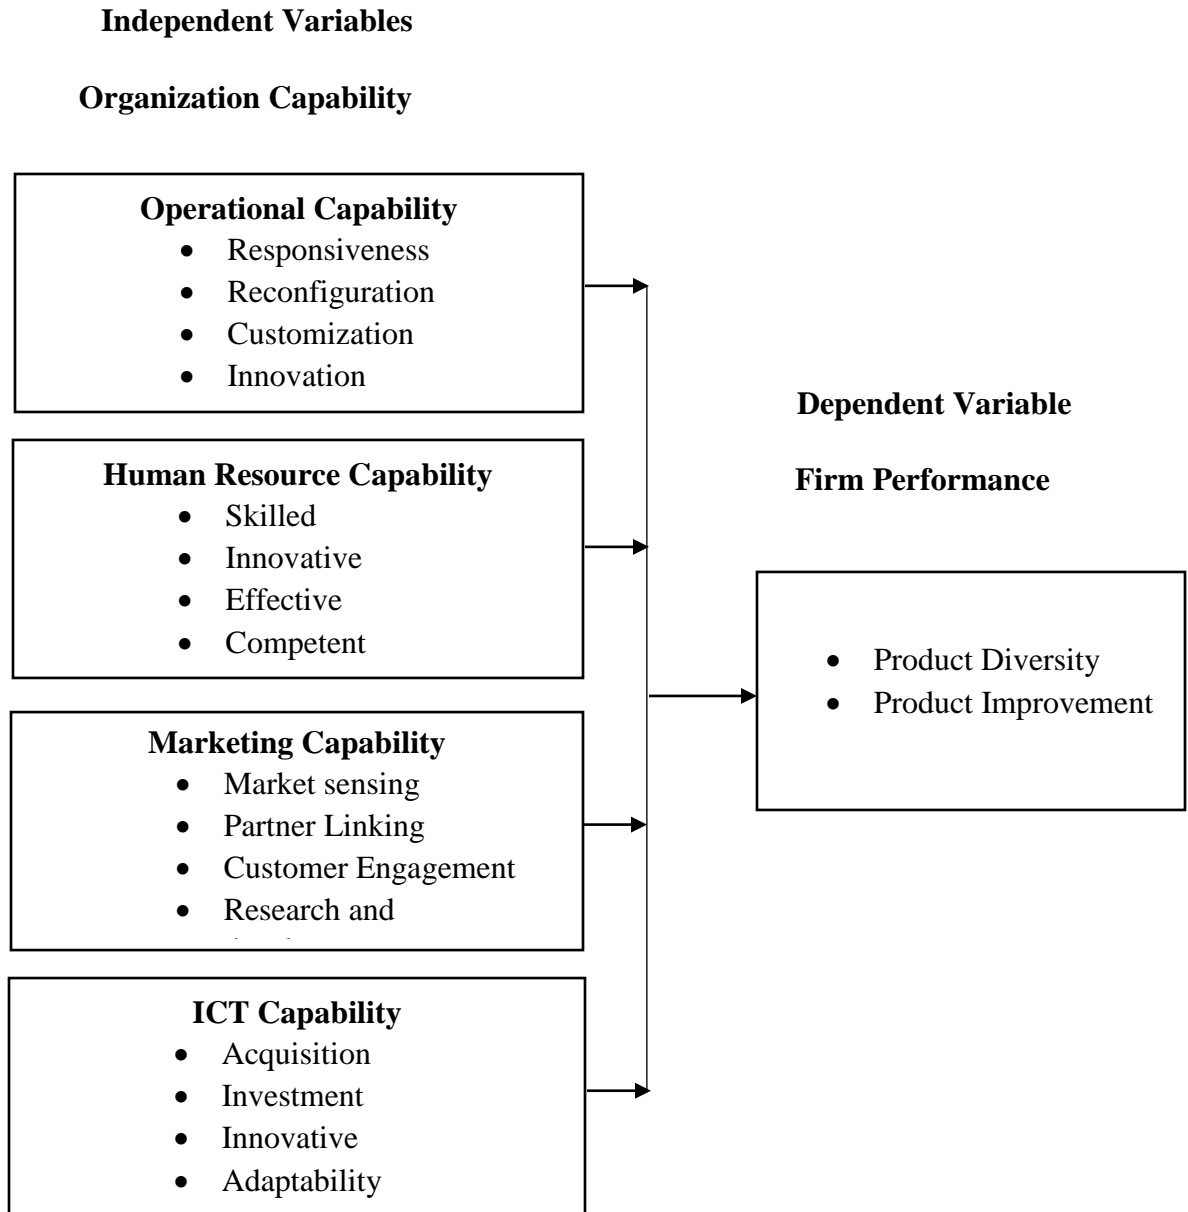 Independent Variables
Organization Capability
Operational Capability
• Responsiveness
• Reconfiguration
• Customization
• Innovation
Human Resource Capability
• Skilled
• Innovative
• Effective
• Competent
Marketing Capability
• Market sensing
• Partner Linking
• Customer Engagement
• Research and
ICT Capability
• Acquisition
• Investment
• Innovative
• Adaptability
Dependent Variable
Firm Performance
• Product Diversity
• Product Improvement